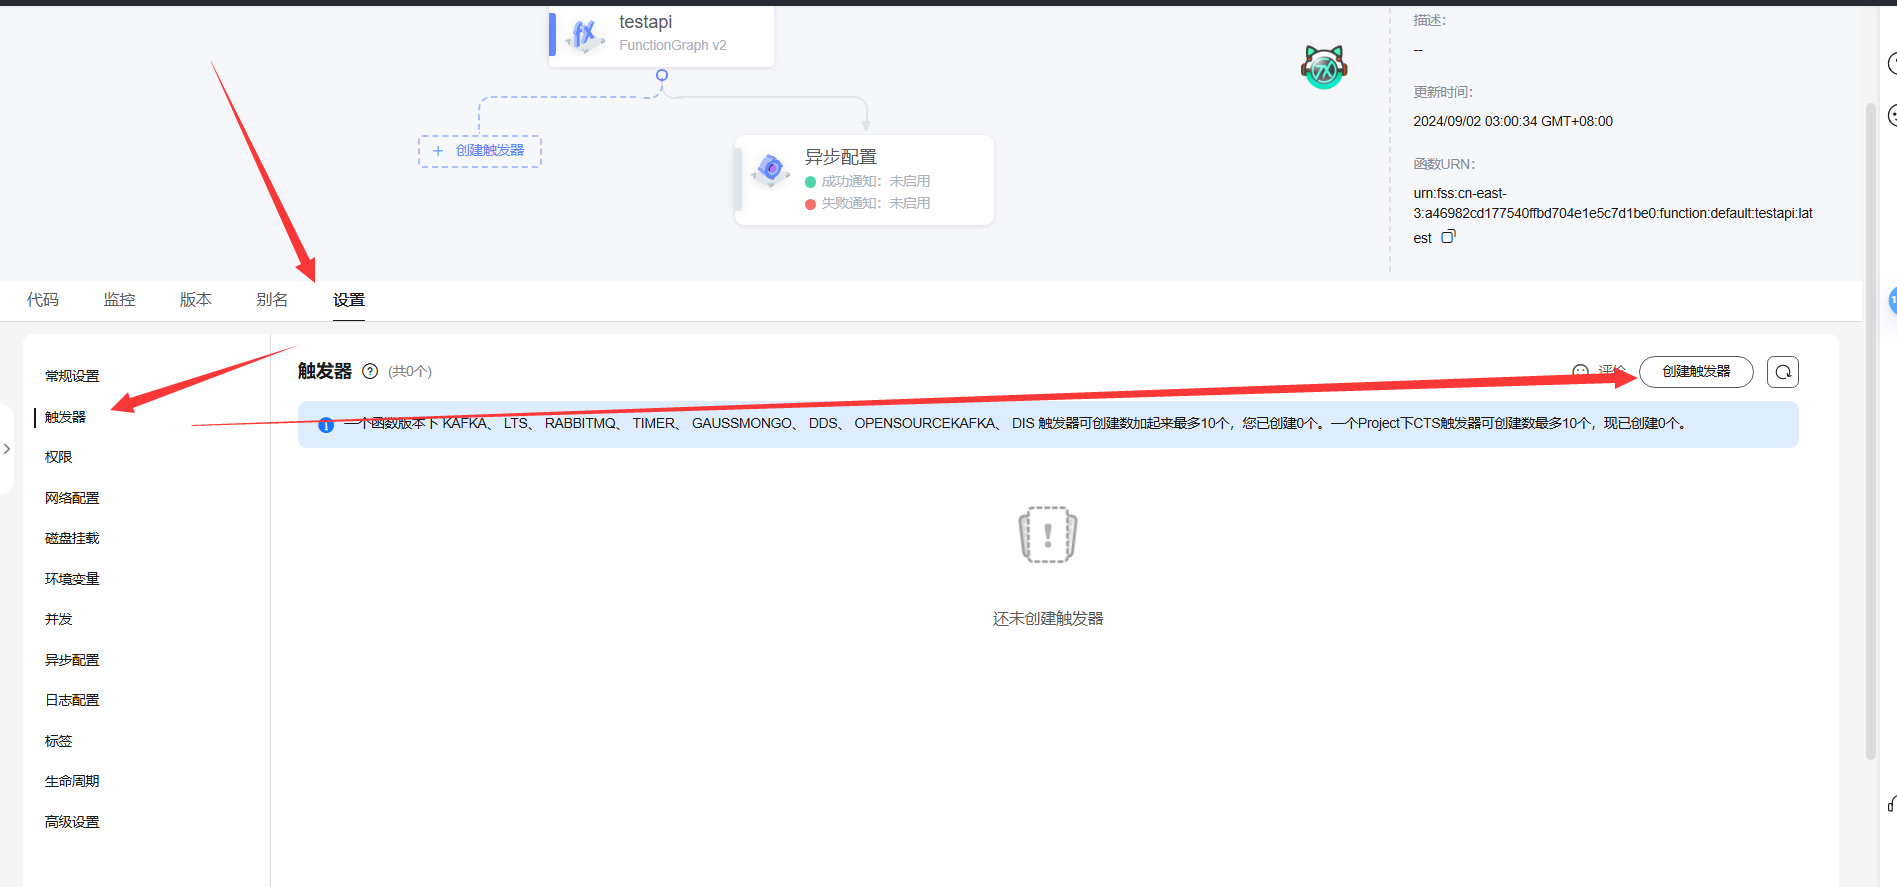 testapi
FunctionGraph v2
+ 创建触发器
异步配置
成功通知：未启用
失败通知：未启用
描述：
--
更新时间：
2024/09/02 03:00:34 GMT+08:00
函数URN：
urn:fss:cn-east-
3:a46982cd177540ffbd704e1e5c7d1be0:function:default:testapi:lat
est
代码 监控 版本 别名 设置
常规设置
触发器
权限
网络配置
磁盘挂载
环境变量
并发
异步配置
日志配置
标签
生命周期
高级设置
触发器 ? (共0个)
评价 创建触发器
一个函数版本下 KAFKA、 LTS、 RABBITMQ、 TIMER、 GAUSSMONGO、 DDS、 OPENSOURCEKAFKA、 DIS 触发器可创建数加起来最多10个，您已创建0个。一个Project下CTS触发器可创建数最多10个，现已创建0个。
还未创建触发器